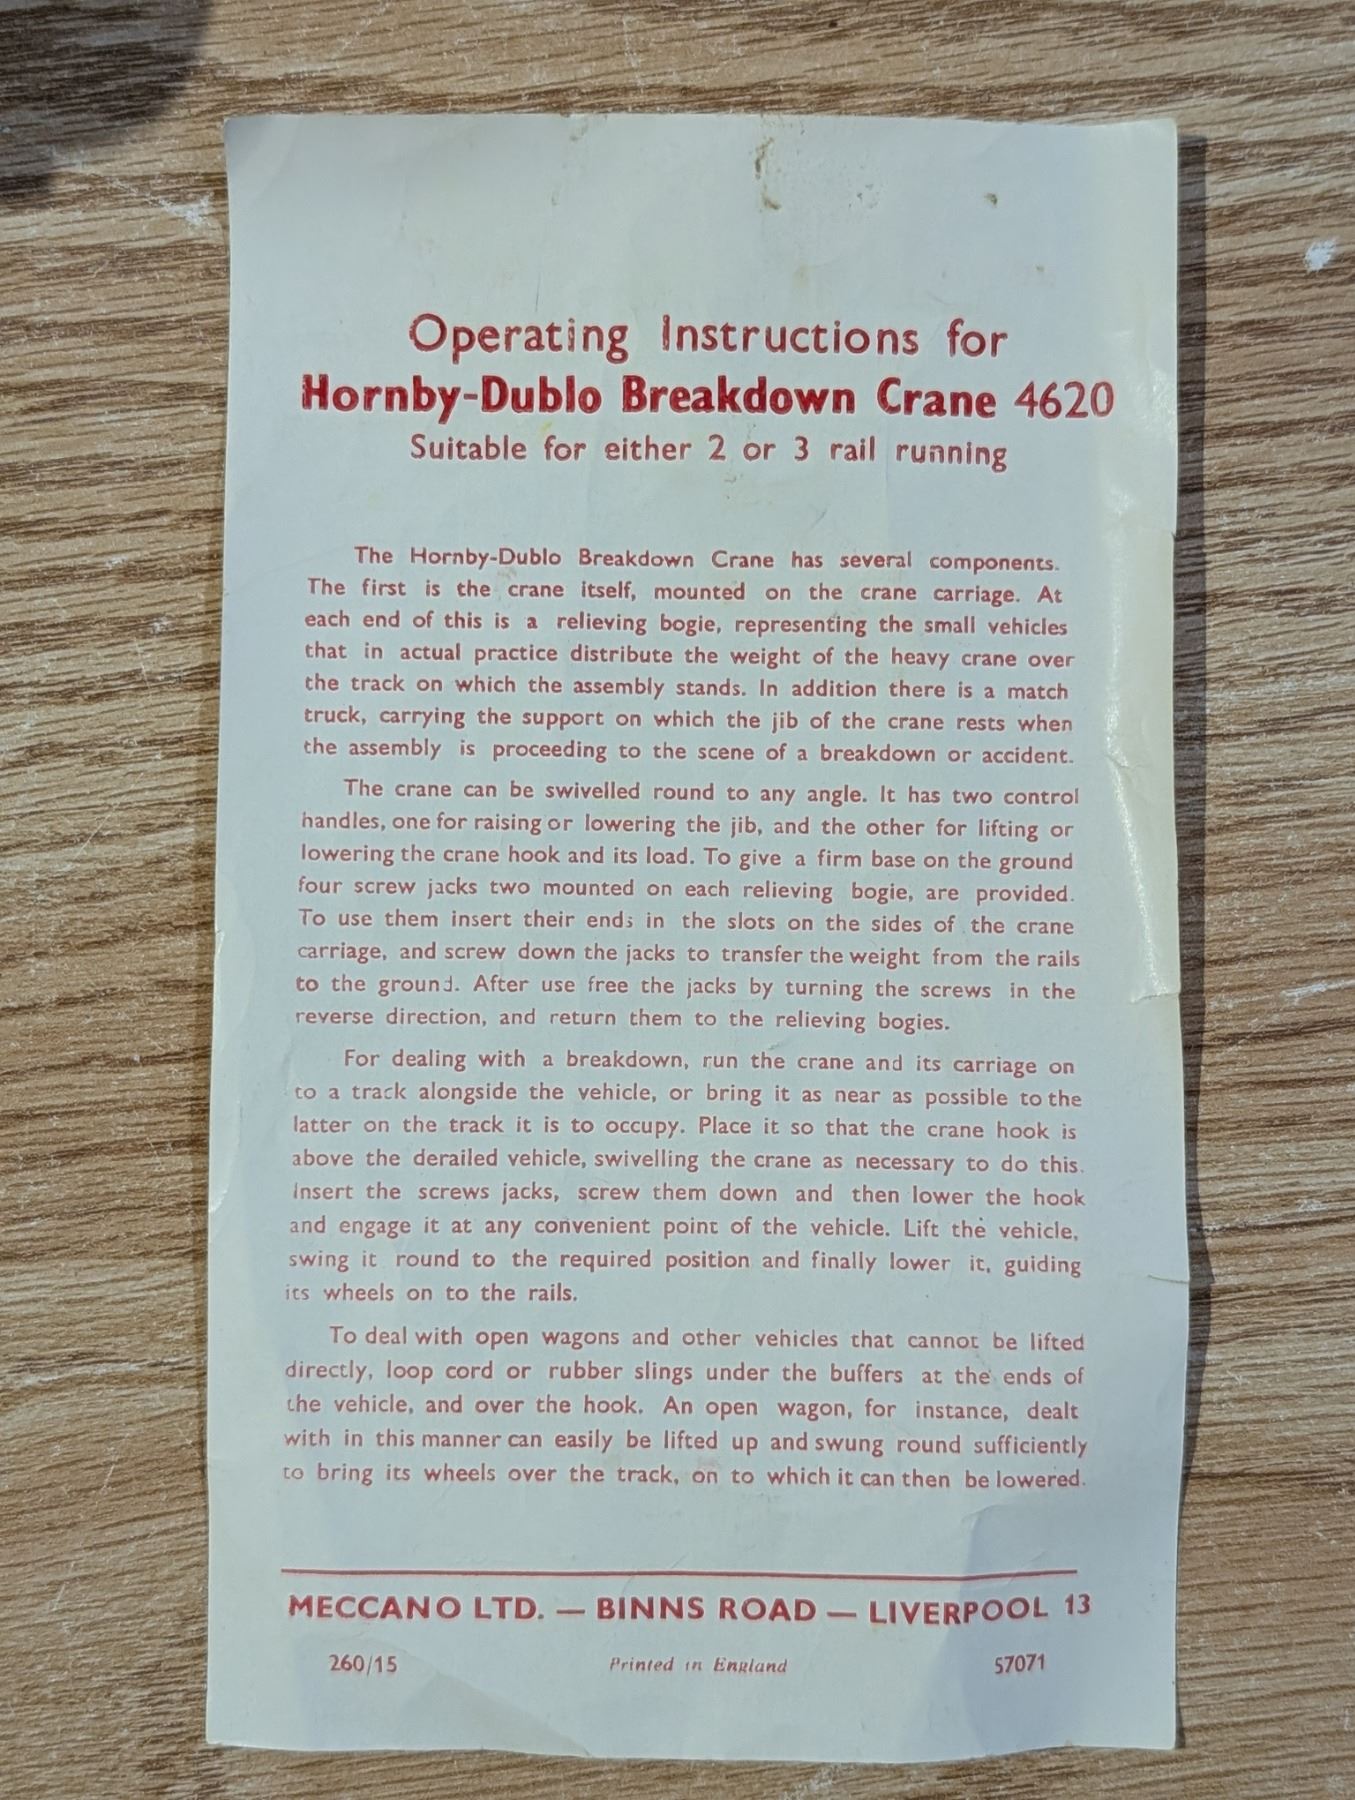 Operating Instructions for
Hornby-Dublo Breakdown Crane 4620
Suitable for either 2 or 3 rail running
The Hornby-Dublo Breakdown Crane has several components.
The first is the crane itself, mounted on the crane carriage. At
each end of this is a relieving bogie, representing the small vehicles
that in actual practice distribute the weight of the heavy crane over
the track on which the assembly stands. In addition there is a match
truck, carrying the support on which the jib of the crane rests when
the assembly is proceeding to the scene of a breakdown or accident.
The crane can be swivelled round to any angle. It has two control
handles, one for raising or lowering the jib, and the other for lifting or
lowering the crane hook and its load. To give a firm base on the ground
four screw jacks two mounted on each relieving bogie, are provided.
To use them insert their ends in the slots on the sides of the crane
carriage, and screw down the jacks to transfer the weight from the rails
to the ground. After use free the jacks by turning the screws in the
reverse direction, and return them to the relieving bogies.
For dealing with a breakdown, run the crane and its carriage on
to a track alongside the vehicle, or bring it as near as possible to the
latter on the track it is to occupy. Place it so that the crane hook is
above the derailed vehicle, swivelling the crane as necessary to do this.
Insert the screws jacks, screw them down and then lower the hook
and engage it at any convenient point of the vehicle. Lift the vehicle,
swing it round to the required position and finally lower it, guiding
its wheels on to the rails.
To deal with open wagons and other vehicles that cannot be lifted
directly, loop cord or rubber slings under the buffers at the ends of
the vehicle, and over the hook. An open wagon, for instance, dealt
with in this manner can easily be lifted up and swung round sufficiently
to bring its wheels over the track, on to which it can then be lowered.
MECCANO LTD. — BINNS ROAD — LIVERPOOL 13
260/15 Printed in England 57071